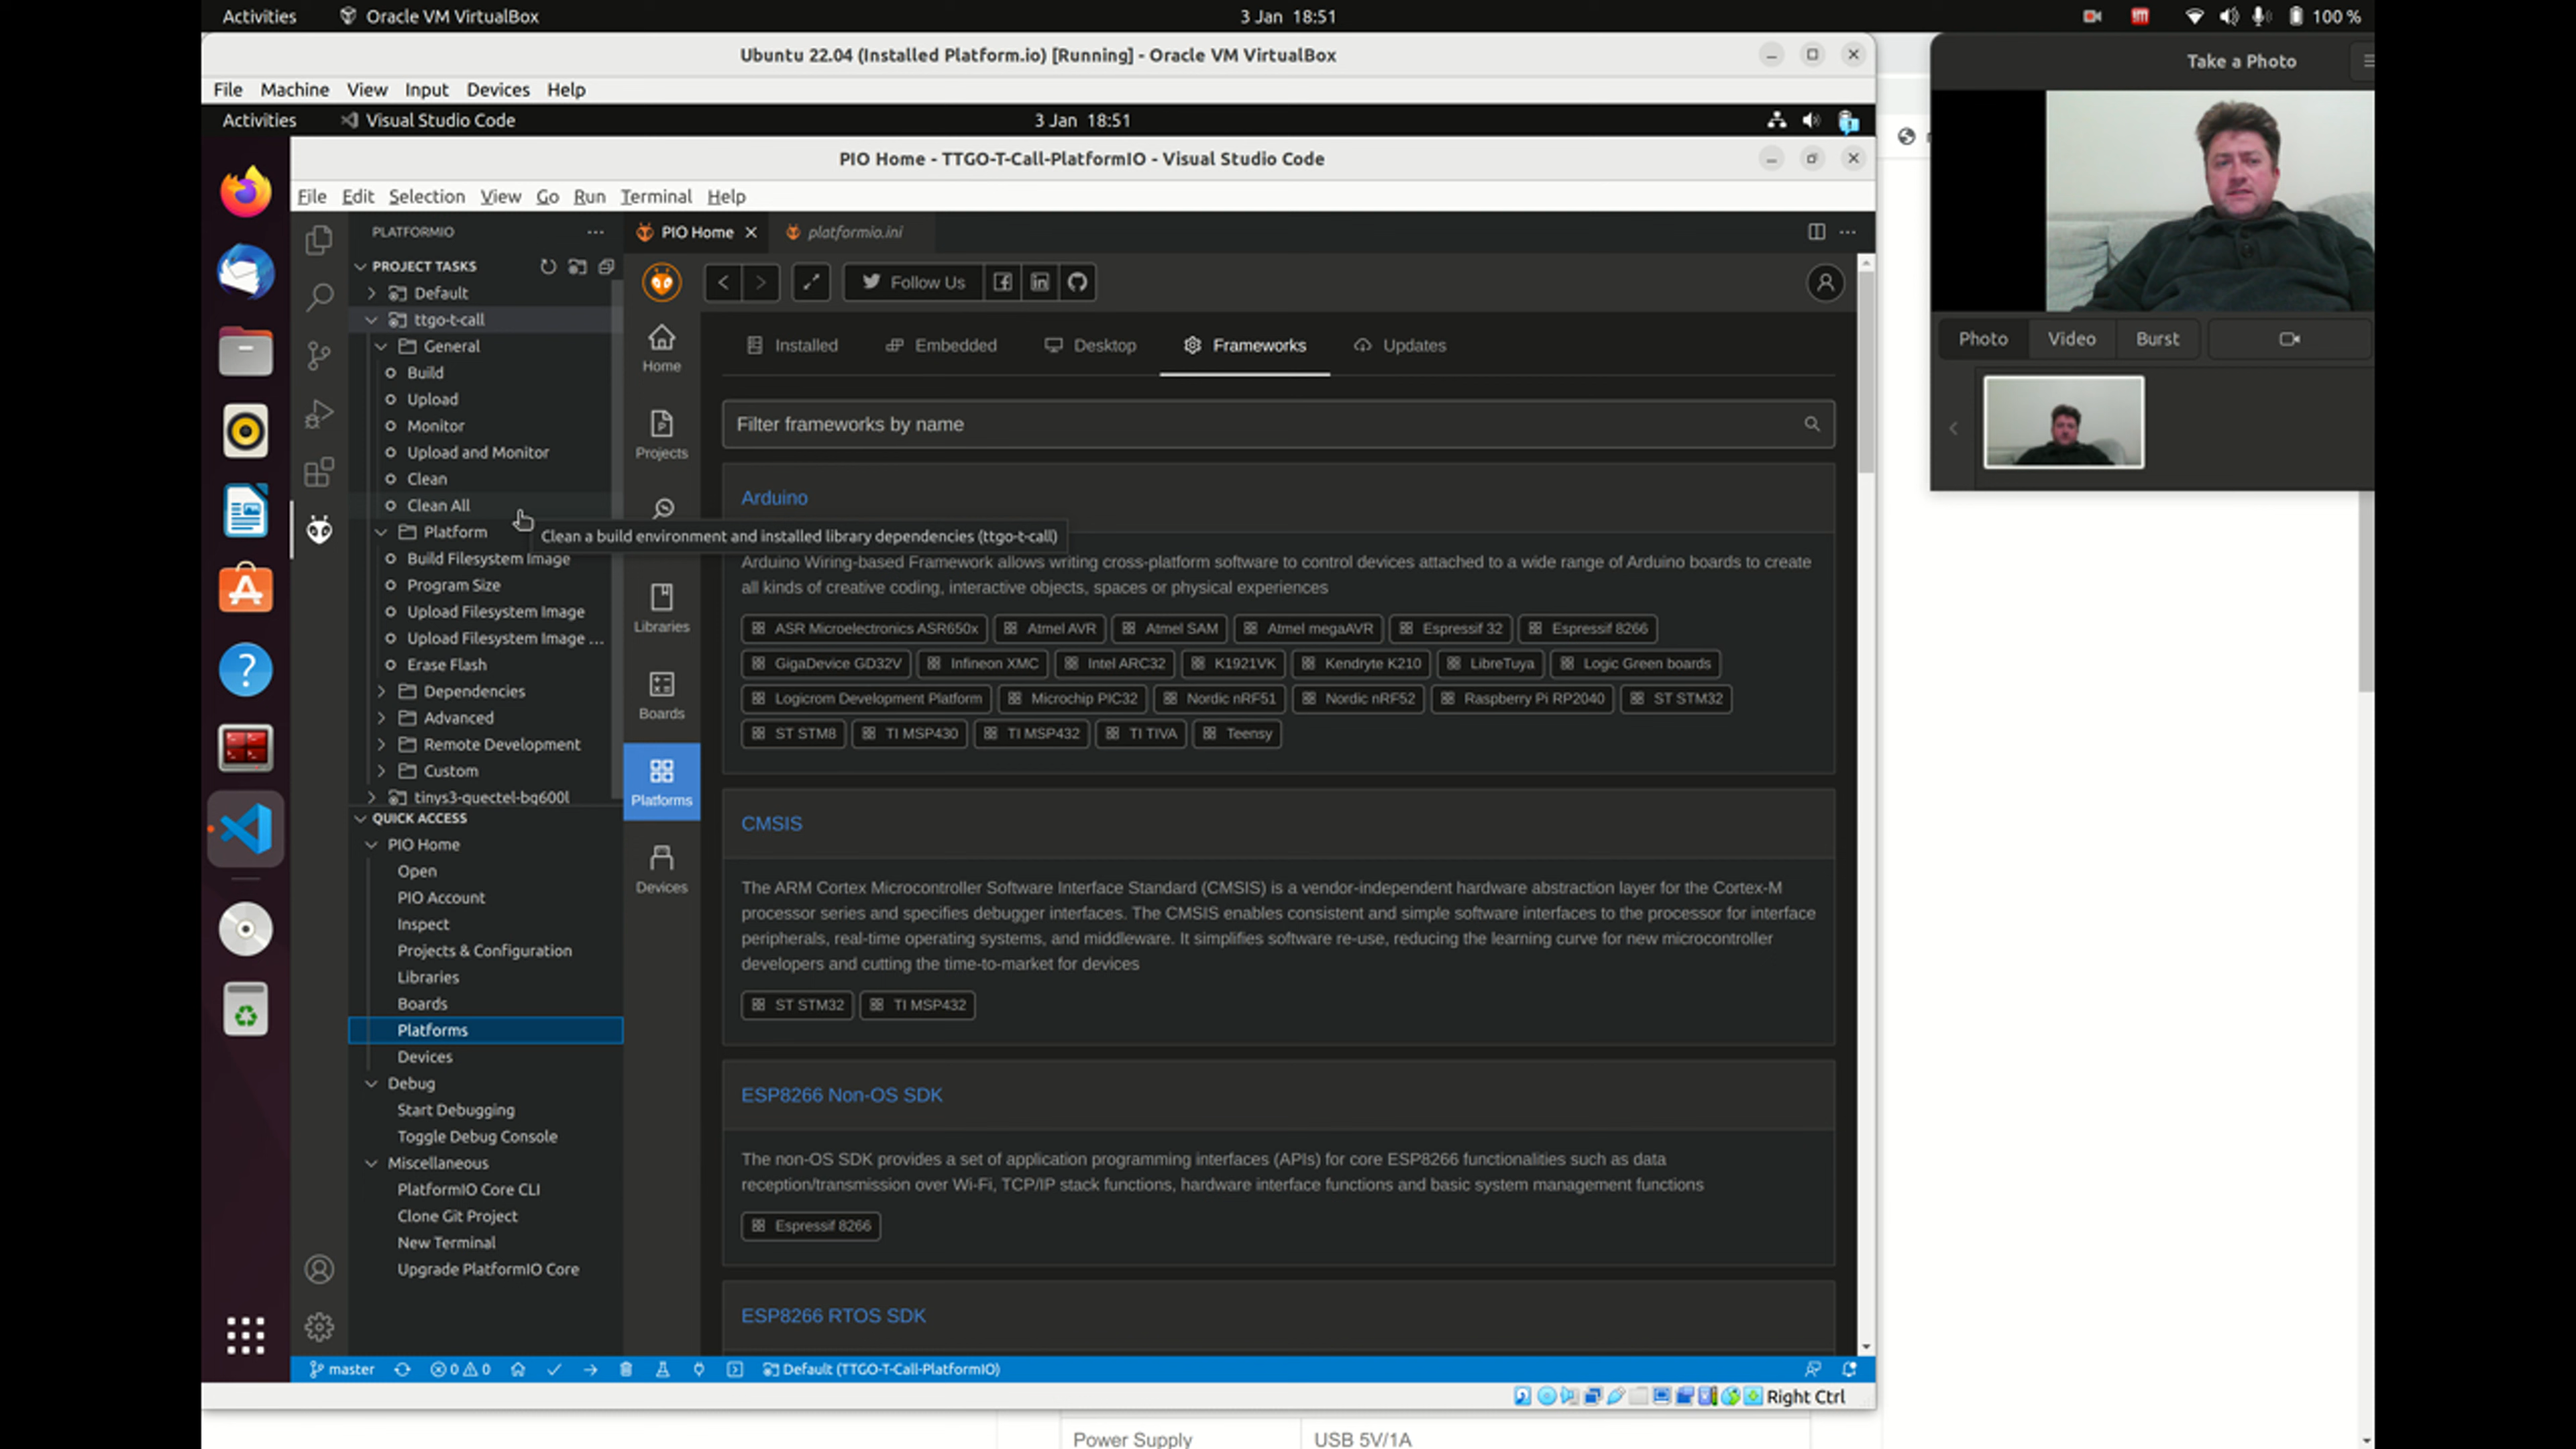 Activities Oracle VM VirtualBox 3 Jan 18:51 100 %
Ubuntu 22.04 (Installed Platform.io) [Running] - Oracle VM VirtualBox
File Machine View Input Devices Help
Activities Visual Studio Code 3 Jan 18:51
PIO Home - TTGO-T-Call-PlatformIO - Visual Studio Code
File Edit Selection View Go Run Terminal Help
PLATFORMIO
PROJECT TASKS
Default
ttgo-t-call
General
Build
Upload
Monitor
Upload and Monitor
Clean
Clean All
Platform
Build Filesystem Image
Program Size
Upload Filesystem Image
Upload Filesystem Image ...
Erase Flash
Dependencies
Advanced
Remote Development
Custom
tinys3-quectel-bg600l
QUICK ACCESS
PIO Home
Open
PIO Account
Inspect
Projects & Configuration
Libraries
Boards
Platforms
Devices
Debug
Start Debugging
Toggle Debug Console
Miscellaneous
PlatformIO Core CLI
Clone Git Project
New Terminal
Upgrade PlatformIO Core
PIO Home platformio.ini
Follow Us
Home
Projects
Libraries
Boards
Platforms
Devices
Installed Embedded Desktop Frameworks Updates
Filter frameworks by name
Arduino
Clean a build environment and installed library dependencies (ttgo-t-call)
Arduino Wiring-based Framework allows writing cross-platform software to control devices attached to a wide range of Arduino boards to create
all kinds of creative coding, interactive objects, spaces or physical experiences
ASR Microelectronics ASR650x Atmel AVR Atmel SAM Atmel megaAVR Espressif 32 Espressif 8266
GigaDevice GD32V Infineon XMC Intel ARC32 K1921VK Kendryte K210 LibreTuya Logic Green boards
Logicrom Development Platform Microchip PIC32 Nordic nRF51 Nordic nRF52 Raspberry Pi RP2040 ST STM32
ST STM8 TI MSP430 TI MSP432 TI TIVA Teensy
CMSIS
The ARM Cortex Microcontroller Software Interface Standard (CMSIS) is a vendor-independent hardware abstraction layer for the Cortex-M
processor series and specifies debugger interfaces. The CMSIS enables consistent and simple software interfaces to the processor for interface
peripherals, real-time operating systems, and middleware. It simplifies software re-use, reducing the learning curve for new microcontroller
developers and cutting the time-to-market for devices
ST STM32 TI MSP432
ESP8266 Non-OS SDK
The non-OS SDK provides a set of application programming interfaces (APIs) for core ESP8266 functionalities such as data
reception/transmission over Wi-Fi, TCP/IP stack functions, hardware interface functions and basic system management functions
Espressif 8266
ESP8266 RTOS SDK
master 0 0 Default (TTGO-T-Call-PlatformIO)
Right Ctrl
Power Supply USB 5V/1A
Take a Photo
Photo Video Burst